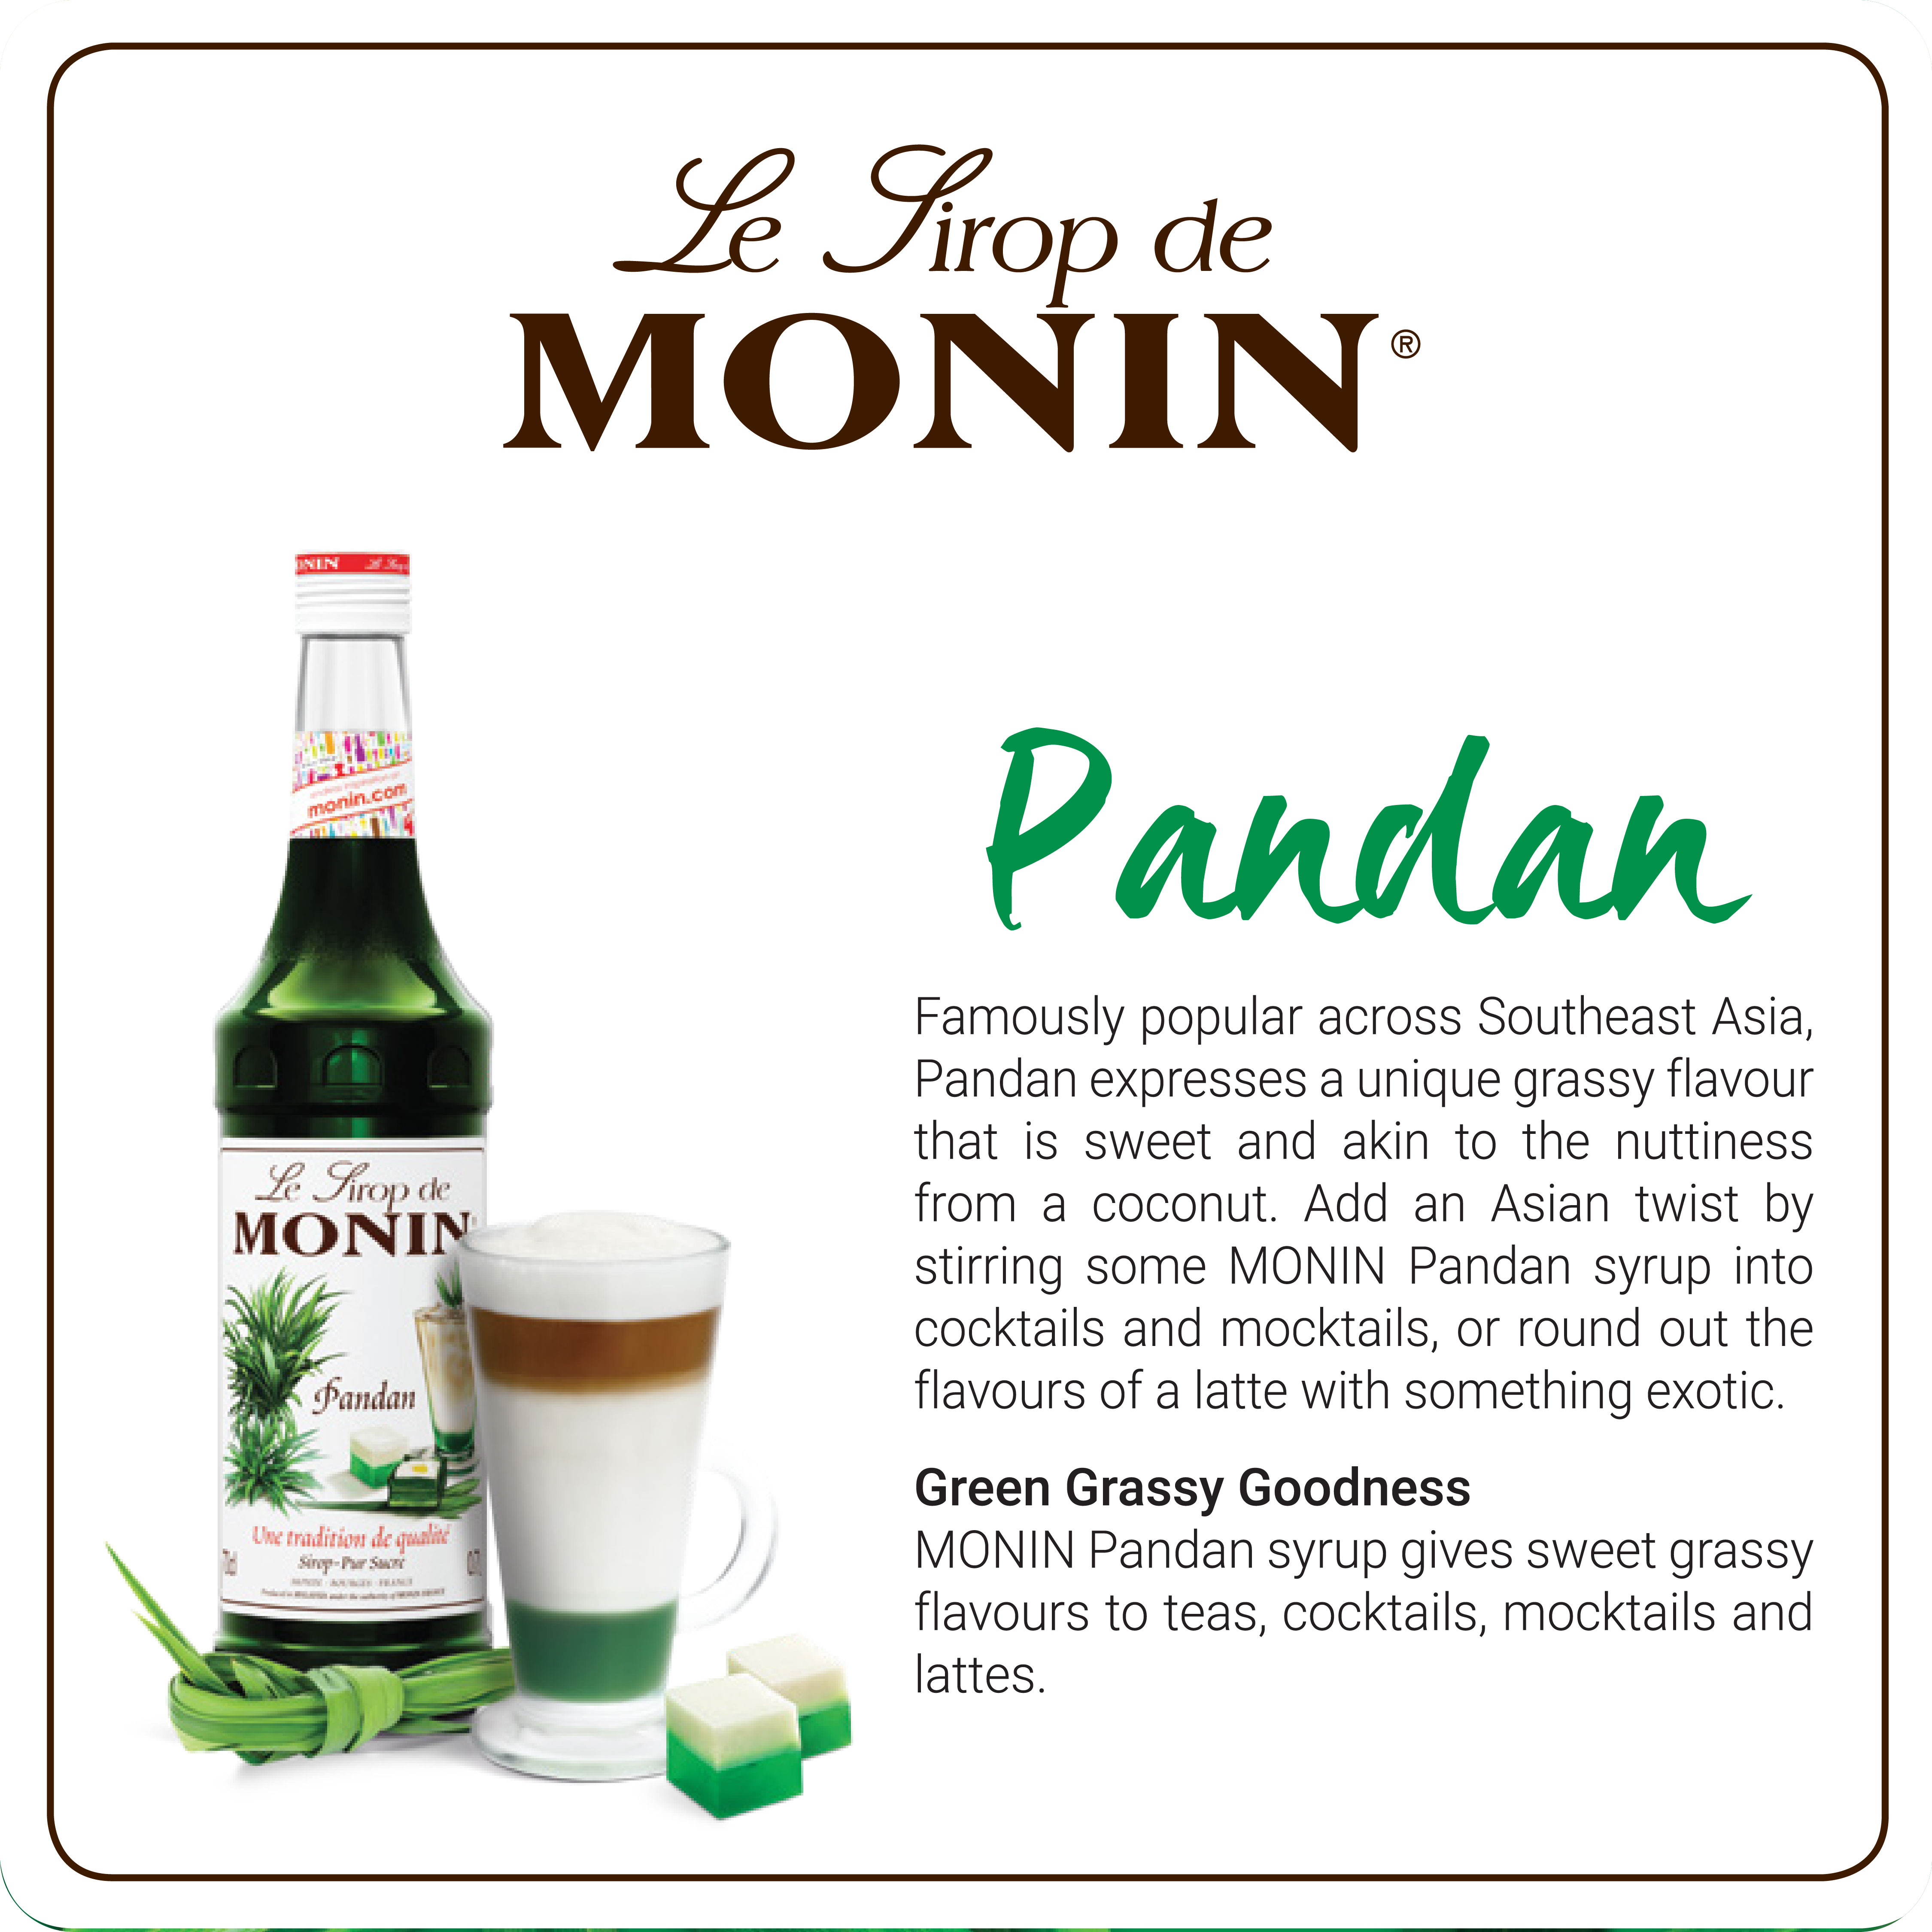 Le Sirop de
MONIN®
ONIN
monin.com
Pandan
Famously popular across Southeast Asia,
Pandan expresses a unique grassy flavour
that is sweet and akin to the nuttiness
from a coconut. Add an Asian twist by
stirring some MONIN Pandan syrup into
cocktails and mocktails, or round out the
flavours of a latte with something exotic.
Green Grassy Goodness
MONIN Pandan syrup gives sweet grassy
flavours to teas, cocktails, mocktails and
lattes.
Le Sirop de
MONIN
Pandan
Une tradition de qualité
Sirop-Pur Sucre